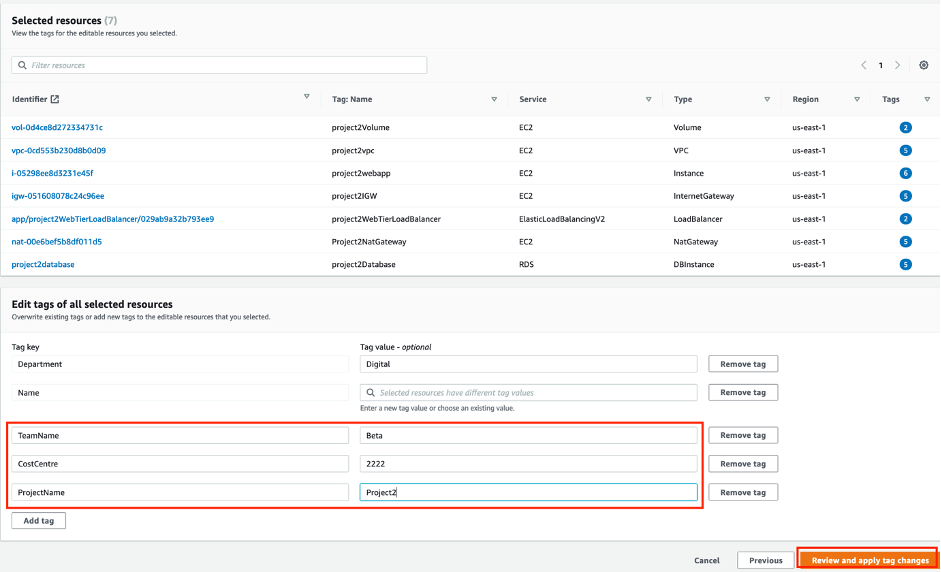 Selected resources (7)
View the tags for the editable resources you selected.
Filter resources
1
Identifier Tag: Name Service Type Region Tags
vol-0d4ce8d272334731c project2Volume EC2 Volume us-east-1 2
vpc-0cd553b230d8b0d09 project2vpc EC2 VPC us-east-1 5
i-05298ee8d3231e45f project2webapp EC2 Instance us-east-1 6
igw-051608078c24c96ee project2IGW EC2 InternetGateway us-east-1 5
app/project2WebTierLoadBalancer/029ab9a32b793ee9 project2WebTierLoadBalancer ElasticLoadBalancingV2 LoadBalancer us-east-1 2
nat-00e6bef5b8df011d5 Project2NatGateway EC2 NatGateway us-east-1 5
project2database project2Database RDS DBInstance us-east-1 5
Edit tags of all selected resources
Overwrite existing tags or add new tags to the editable resources that you selected.
Tag key Tag value - optional
Department Digital Remove tag
Name Selected resources have different tag values Remove tag
Enter a new tag value or choose an existing value.
TeamName Beta Remove tag
CostCentre 2222 Remove tag
ProjectName Project2 Remove tag
Add tag
Cancel Previous Review and apply tag changes